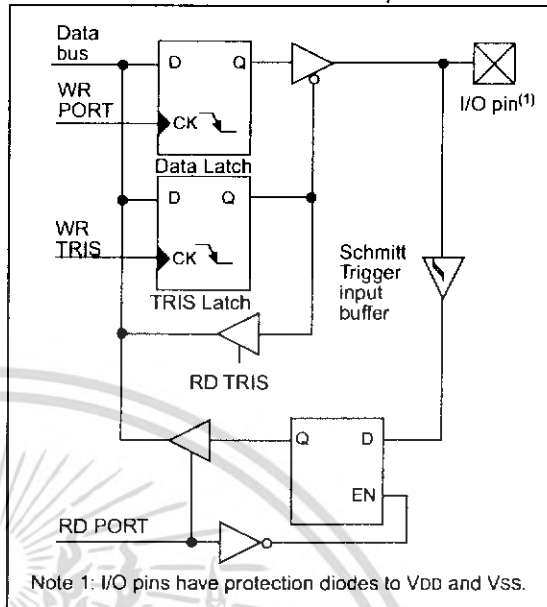 Data
bus
D
Q
WR
PORT
I/O pin(1)
CK
Data Latch
D
Q
WR
TRIS
CK
TRIS Latch
Schmitt
Trigger
input
buffer
RD TRIS
Q
D
EN
RD PORT
Note 1: I/O pins have protection diodes to VDD and VSS.